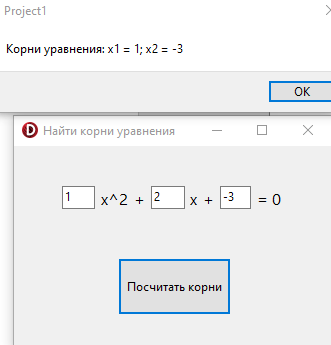 Project1
Корни уравнения: x1 = 1; x2 = -3
OK
D Найти корни уравнения
1 x^2 + 2 x + -3 = 0
Посчитать корни